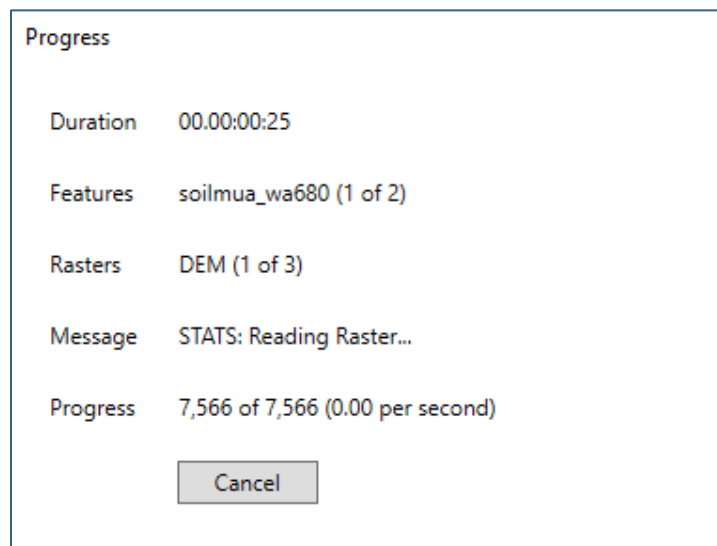 Progress
Duration 00.00:00:25
Features soilmua_wa680 (1 of 2)
Rasters DEM (1 of 3)
Message STATS: Reading Raster...
Progress 7,566 of 7,566 (0.00 per second)
Cancel